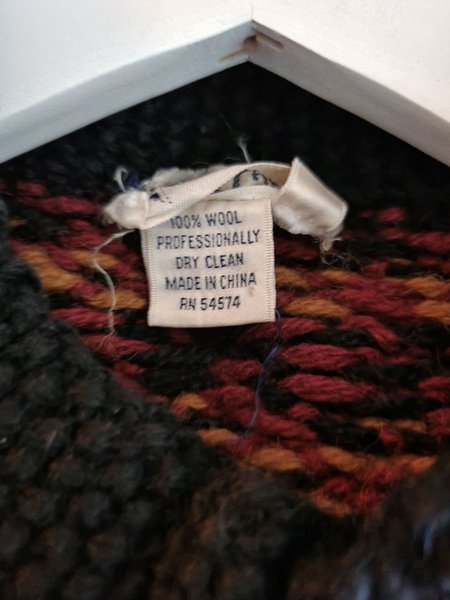 100% WOOL
PROFESSIONALLY
DRY CLEAN
MADE IN CHINA
RN 54574